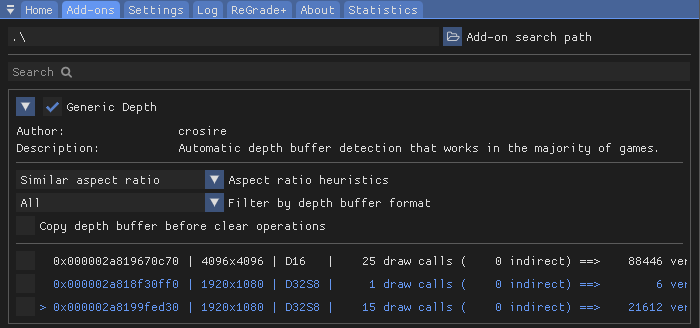 Home Add-ons Settings Log ReGrade+ About Statistics
.\ Add-on search path
Search
Generic Depth
Author: crosire
Description: Automatic depth buffer detection that works in the majority of games.
Similar aspect ratio Aspect ratio heuristics
All Filter by depth buffer format
Copy depth buffer before clear operations
0x000002a819670c70 | 4096x4096 | D16 | 25 draw calls ( 0 indirect) ==> 88446 ver
0x000002a818f30ff0 | 1920x1080 | D32S8 | 1 draw calls ( 0 indirect) ==> 6 ver
> 0x000002a8199fed30 | 1920x1080 | D32S8 | 15 draw calls ( 0 indirect) ==> 21612 ver